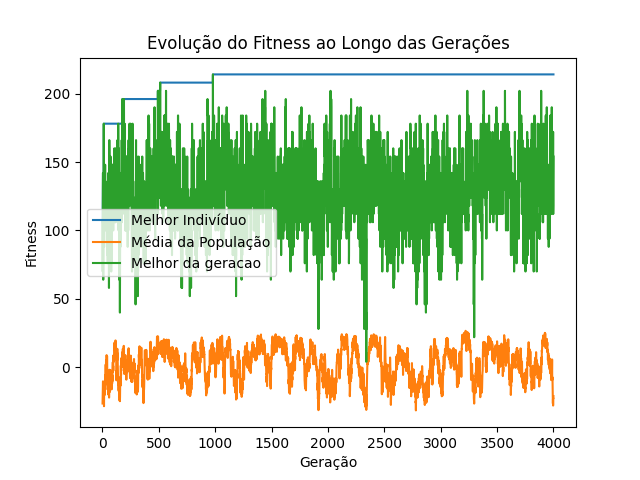 Evolução do Fitness ao Longo das Gerações
Fitness
200
150
100
50
0
Melhor Indivíduo
Média da População
Melhor da geracao
0 500 1000 1500 2000 2500 3000 3500 4000
Geração